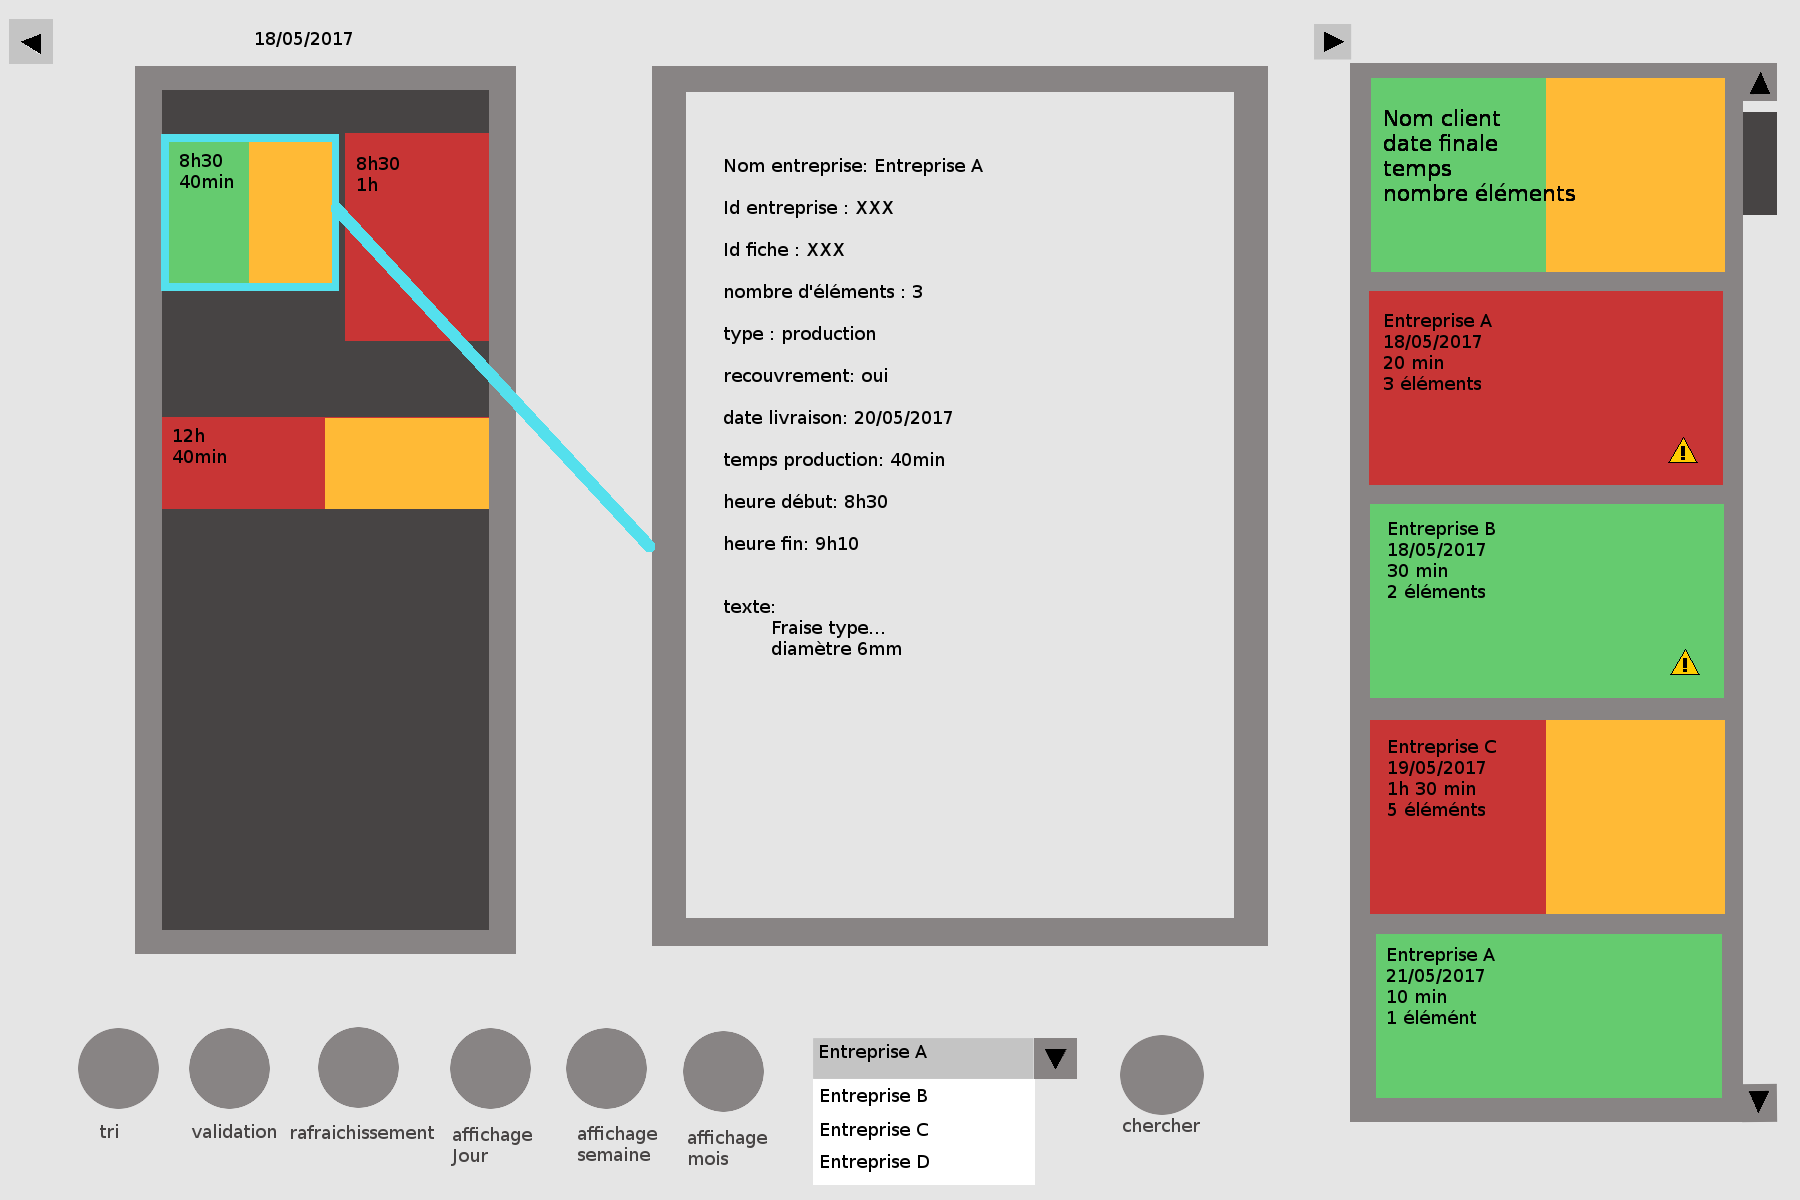 18/05/2017
8h30
40min
8h30
1h
12h
40min
Nom entreprise: Entreprise A
Id entreprise : XXX
Id fiche : XXX
nombre d'éléments : 3
type : production
recouvrement: oui
date livraison: 20/05/2017
temps production: 40min
heure début: 8h30
heure fin: 9h10
texte:
Fraise type...
diamètre 6mm
Nom client
date finale
temps
nombre éléments
Entreprise A
18/05/2017
20 min
3 éléments
Entreprise B
18/05/2017
30 min
2 éléments
Entreprise C
19/05/2017
1h 30 min
5 éléménts
Entreprise A
21/05/2017
10 min
1 élémént
tri
validation
rafraichissement
affichage
Jour
affichage
semaine
affichage
mois
Entreprise A
Entreprise B
Entreprise C
Entreprise D
chercher